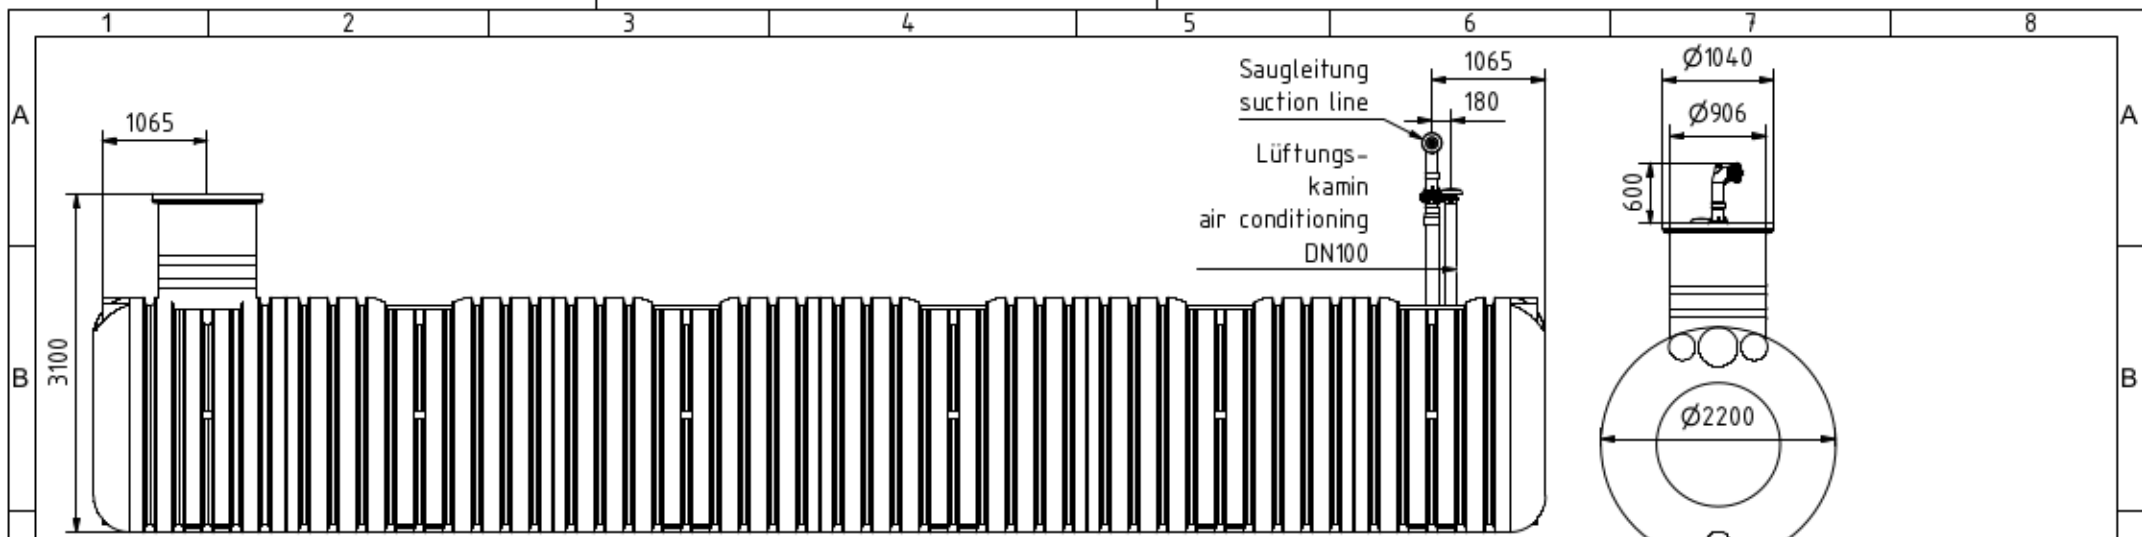 1 2 3 4 5 6 7 8
A A
B B
1065
3100
Saugleitung
suction line
Lüftungs-
kamin
air conditioning
DN100
1065
180
Ø1040
Ø906
600
Ø2200